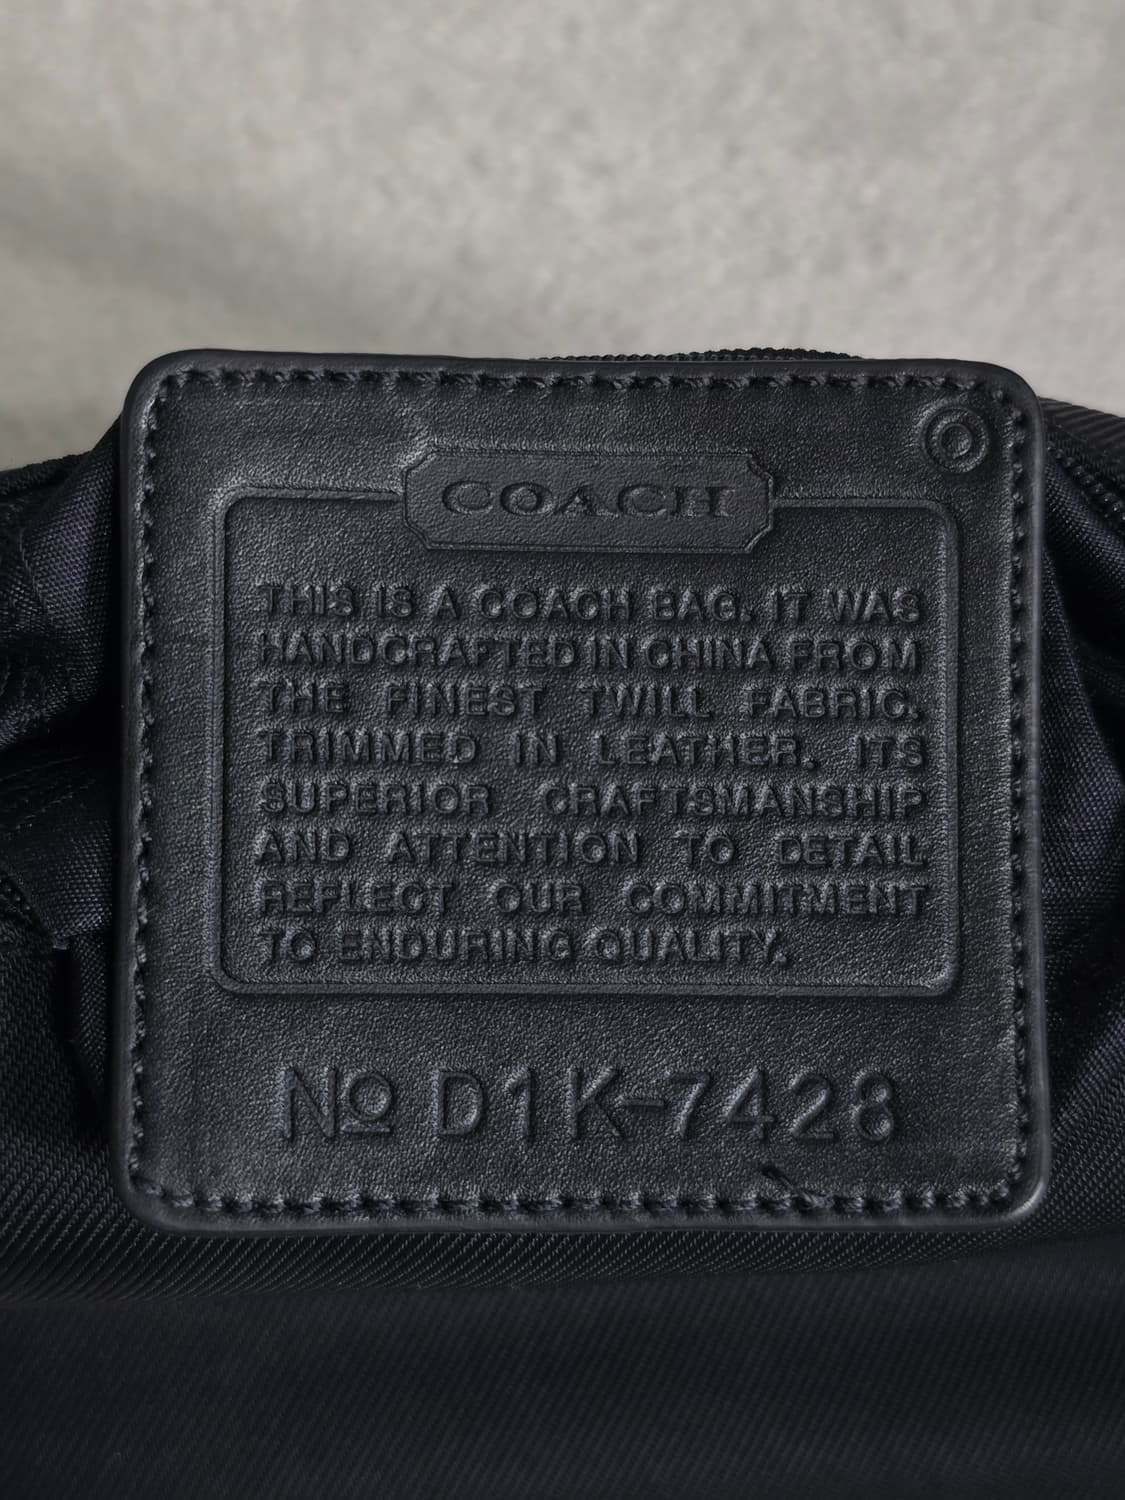 COACH
THIS IS A COACH BAG. IT WAS
HANDCRAFTED IN CHINA FROM
THE FINEST TWILL FABRIC.
TRIMMED IN LEATHER. ITS
SUPERIOR CRAFTSMANSHIP
AND ATTENTION TO DETAIL
REFLECT OUR COMMITMENT
TO ENDURING QUALITY.
Nº D1K-7428